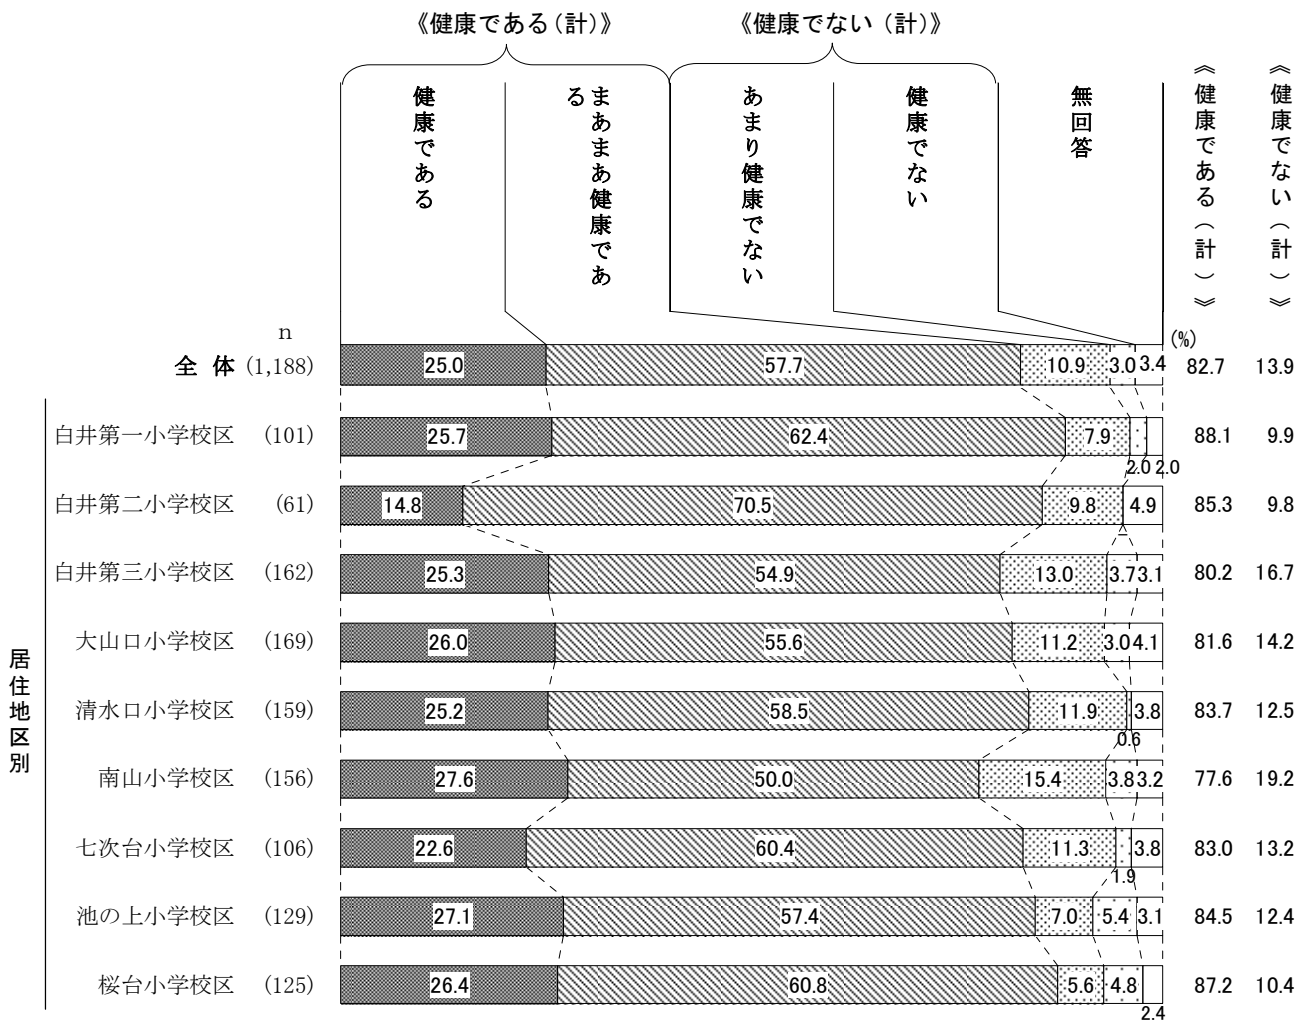 《健康である（計）》 《健康でない（計）》
健康である
まあまあ健康である
あまり健康でない
健康でない
無回答
《健康である（計）》
《健康でない（計）》
n
(%)
全体 (1,188) 25.0 57.7 10.9 3.0 3.4 82.7 13.9
居住地区別
白井第一小学校区 (101) 25.7 62.4 7.9 2.0 2.0 88.1 9.9
白井第二小学校区 (61) 14.8 70.5 9.8 – 4.9 85.3 9.8
白井第三小学校区 (162) 25.3 54.9 13.0 3.7 3.1 80.2 16.7
大山口小学校区 (169) 26.0 55.6 11.2 3.0 4.1 81.6 14.2
清水口小学校区 (159) 25.2 58.5 11.9 0.6 3.8 83.7 12.5
南山小学校区 (156) 27.6 50.0 15.4 3.8 3.2 77.6 19.2
七次台小学校区 (106) 22.6 60.4 11.3 1.9 3.8 83.0 13.2
池の上小学校区 (129) 27.1 57.4 7.0 5.4 3.1 84.5 12.4
桜台小学校区 (125) 26.4 60.8 5.6 4.8 2.4 87.2 10.4